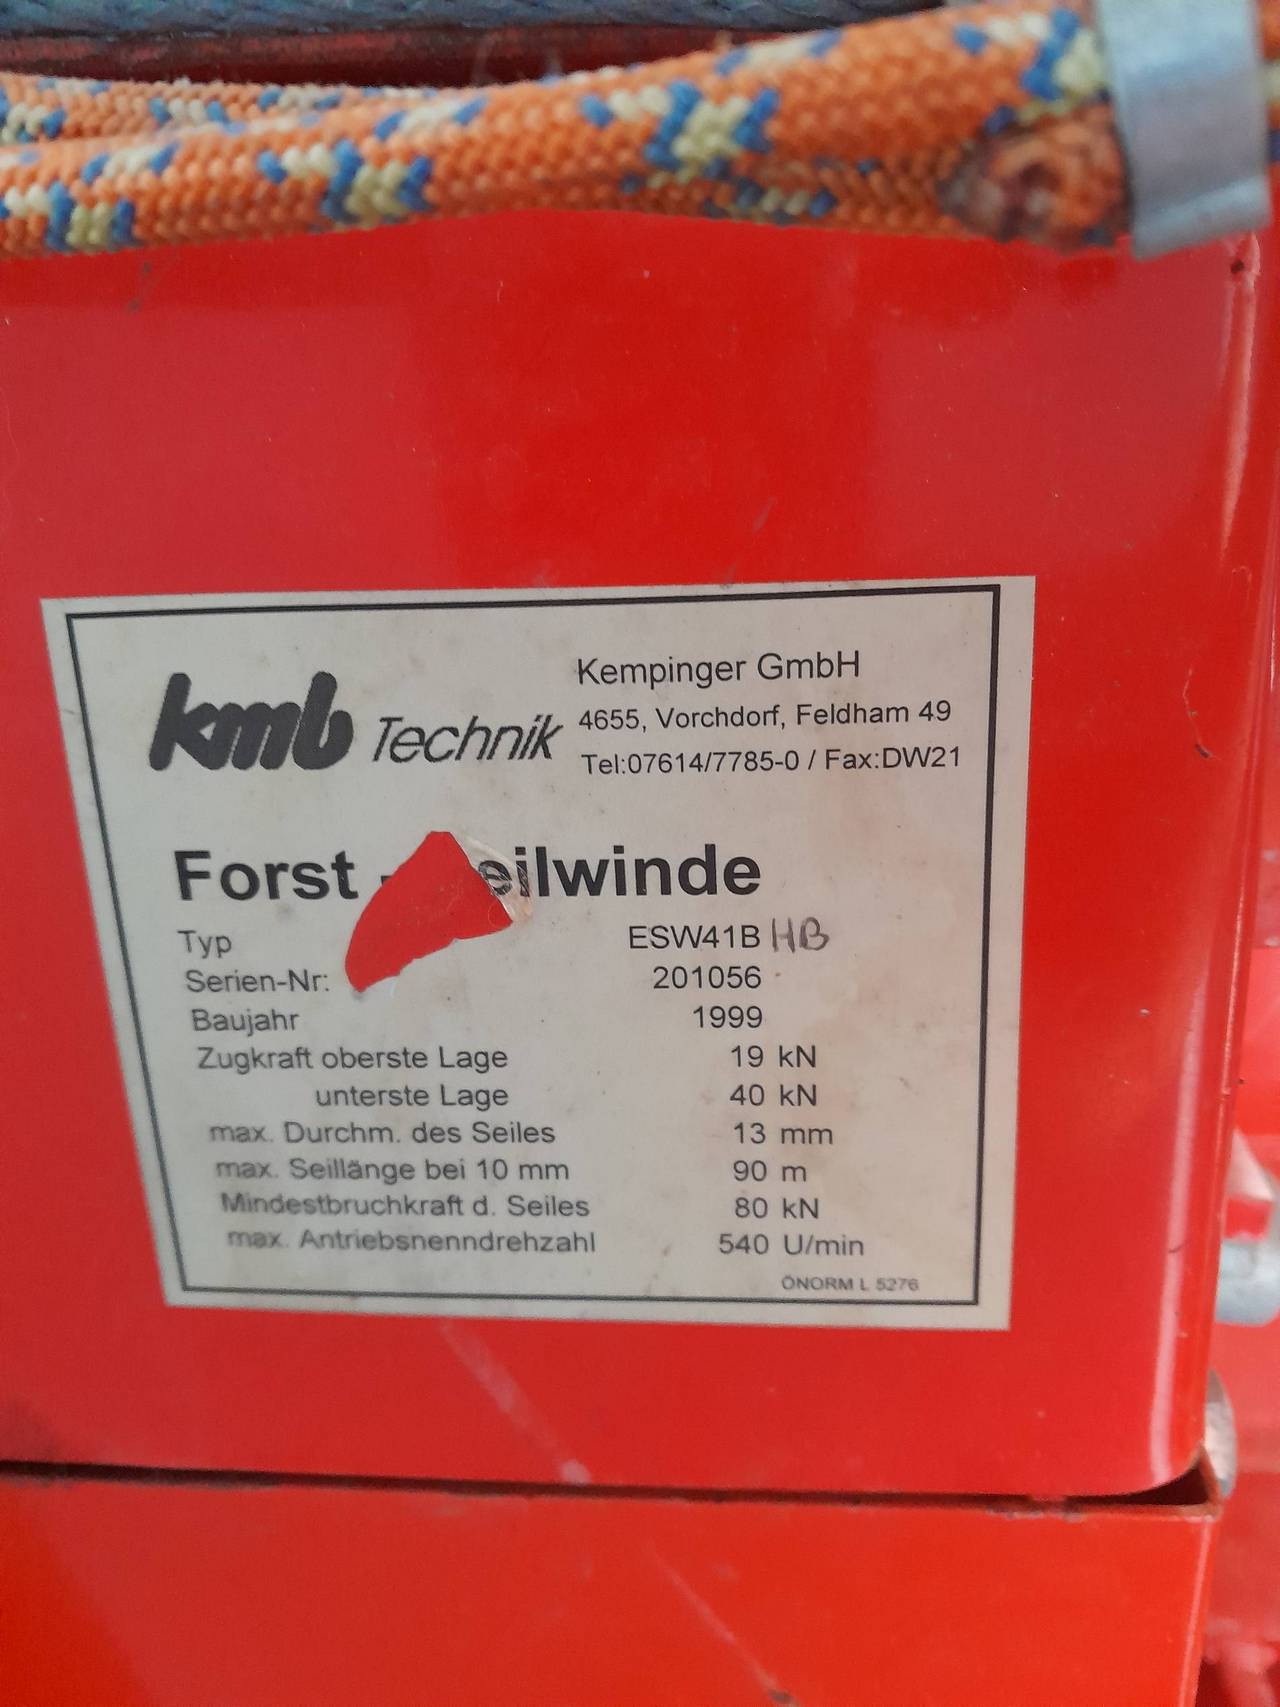 kmb Technik
Kempinger GmbH
4655, Vorchdorf, Feldham 49
Tel:07614/7785-0 / Fax:DW21
Forst - eilwinde
Typ ESW41B HB
Serien-Nr: 201056
Baujahr 1999
Zugkraft oberste Lage 19 kN
unterste Lage 40 kN
max. Durchm. des Seiles 13 mm
max. Seillänge bei 10 mm 90 m
Mindestbruchkraft d. Seiles 80 kN
max. Antriebsnenndrehzahl 540 U/min
ÖNORM L 5276